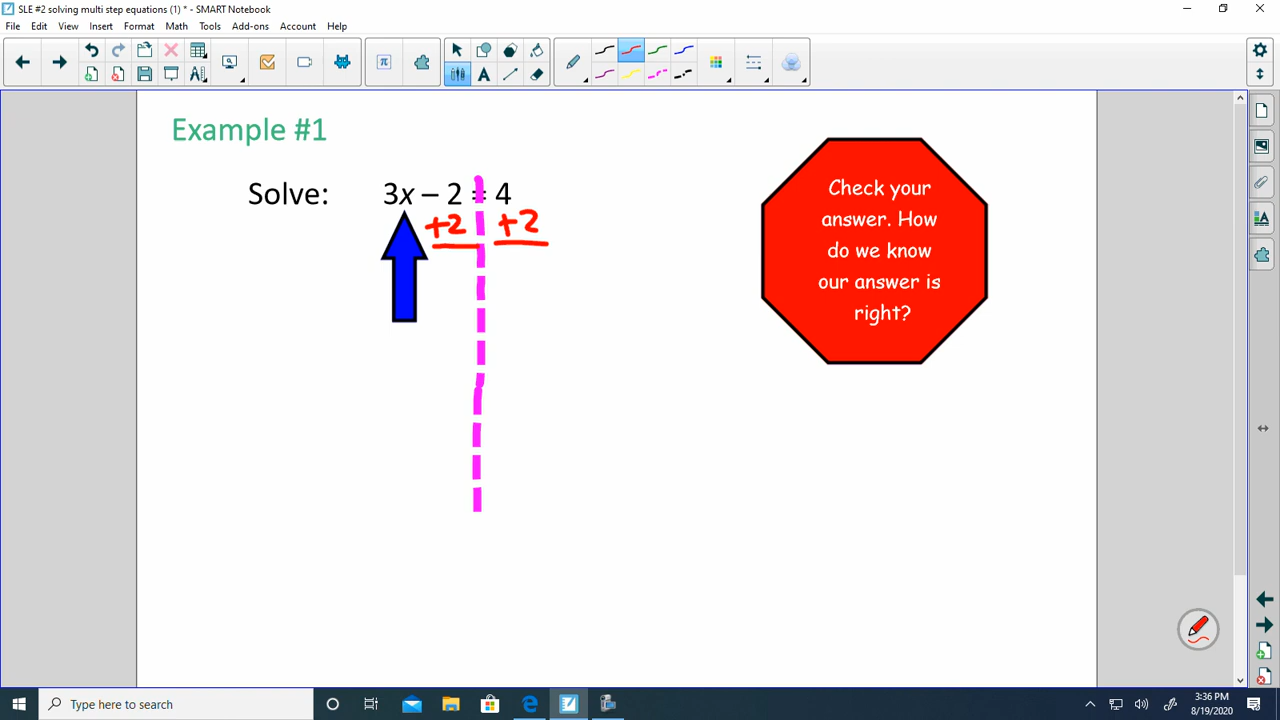 SLE #2 solving multi step equations (1) * - SMART Notebook
File Edit View Insert Format Math Tools Add-ons Account Help
Example #1
Solve: 3x – 2 = 4
+2 +2
Check your
answer. How
do we know
our answer is
right?
Type here to search
3:36 PM
8/19/2020